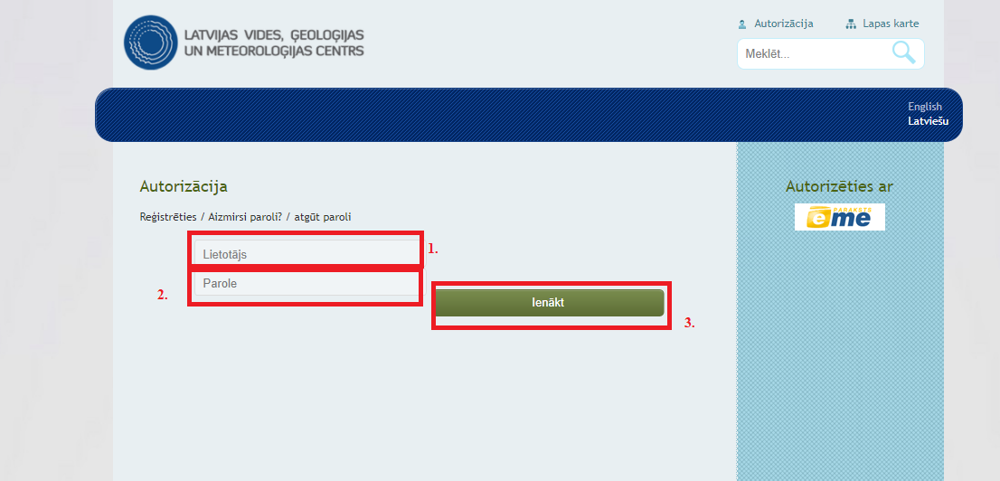 LATVIJAS VIDES, ĢEOLOĢIJAS
UN METEOROLOĢIJAS CENTRS
Autorizācija
Lapas karte
Meklēt...
English
Latviešu
Autorizācija
Reģistrēties / Aizmirsi paroli? / atgūt paroli
Lietotājs
1.
Parole
2.
Ienākt
3.
Autorizēties ar
PARAKSTS
eme